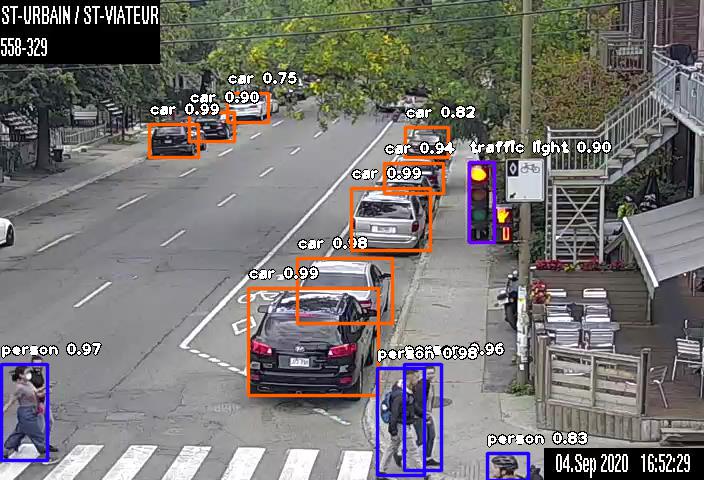 ST-URBAIN / ST-VIATEUR
558-329
car 0.75
car 0.90
car 0.99
car 0.82
car 0.94
traffic light 0.90
car 0.99
car 0.98
car 0.99
person 0.97
person 0.98
0.96
person 0.83
04.Sep 2020 16:52:29